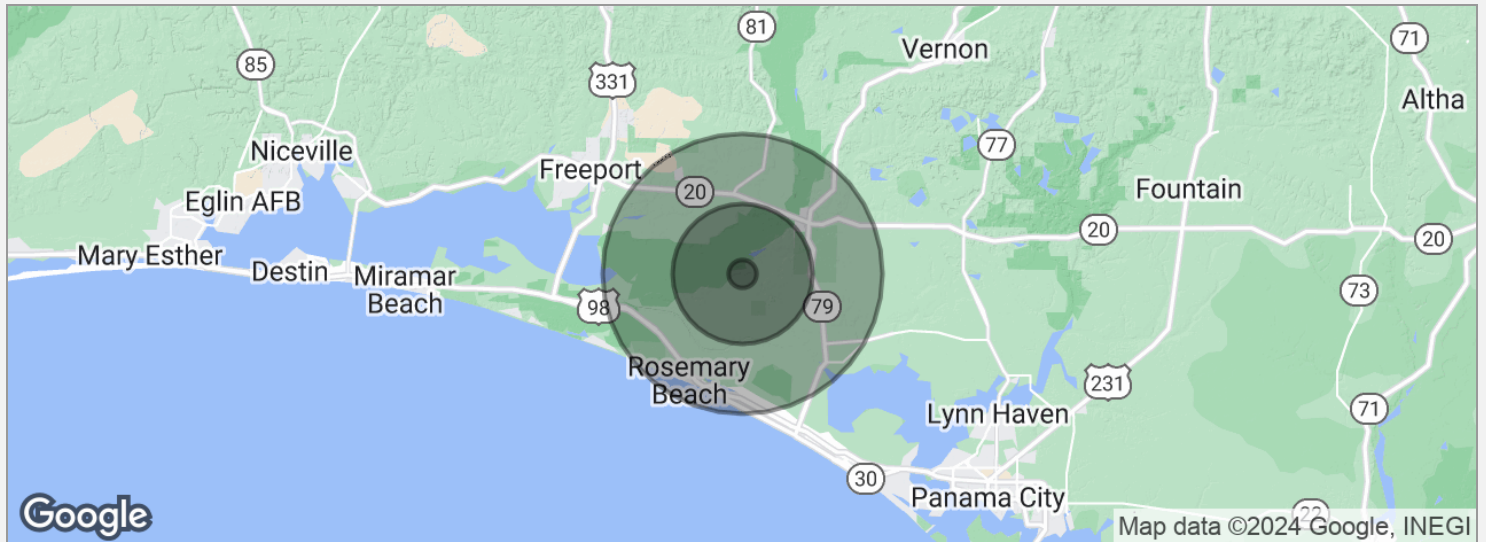 81
71
Vernon
85
331
Altha
77
Niceville
Freeport
20
Fountain
Eglin AFB
20
20
Mary Esther
Destin
Miramar
Beach
98
79
73
Rosemary
Beach
231
Lynn Haven
71
30
Panama City
22
Google
Map data ©2024 Google, INEGI